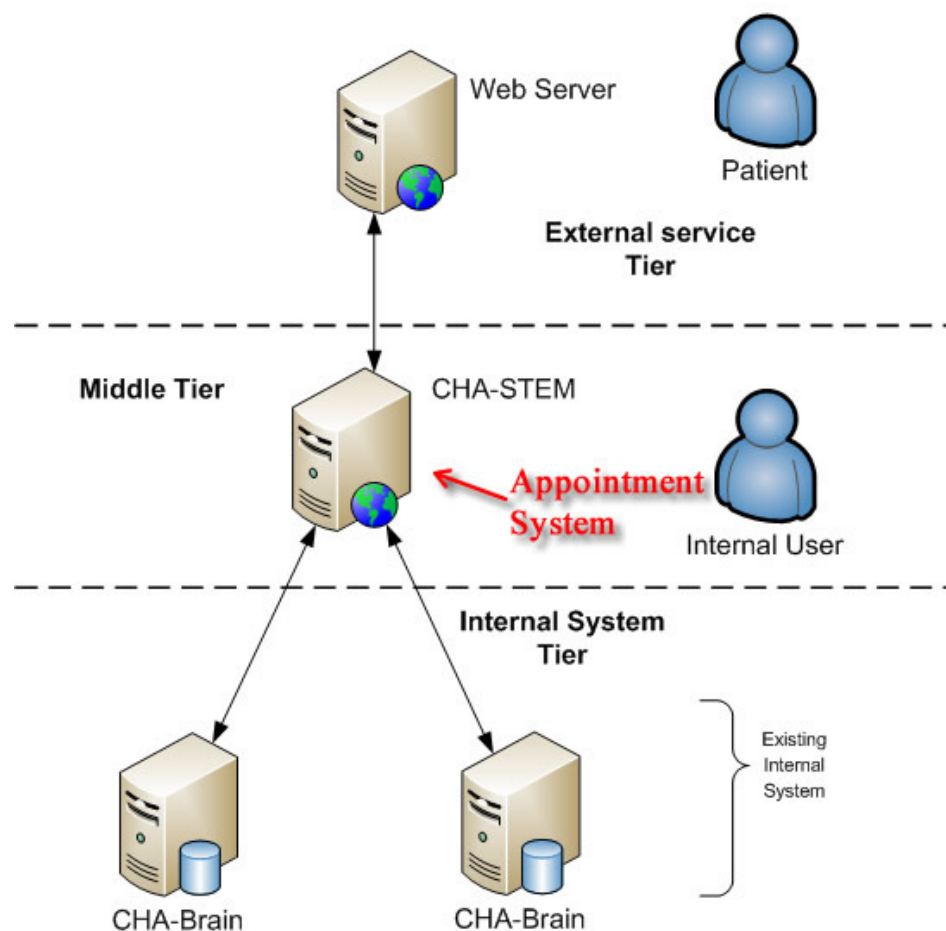 Web Server
Patient
External service
Tier
Middle Tier
CHA-STEM
Appointment
System
Internal User
Internal System
Tier
Existing
Internal
System
CHA-Brain
CHA-Brain